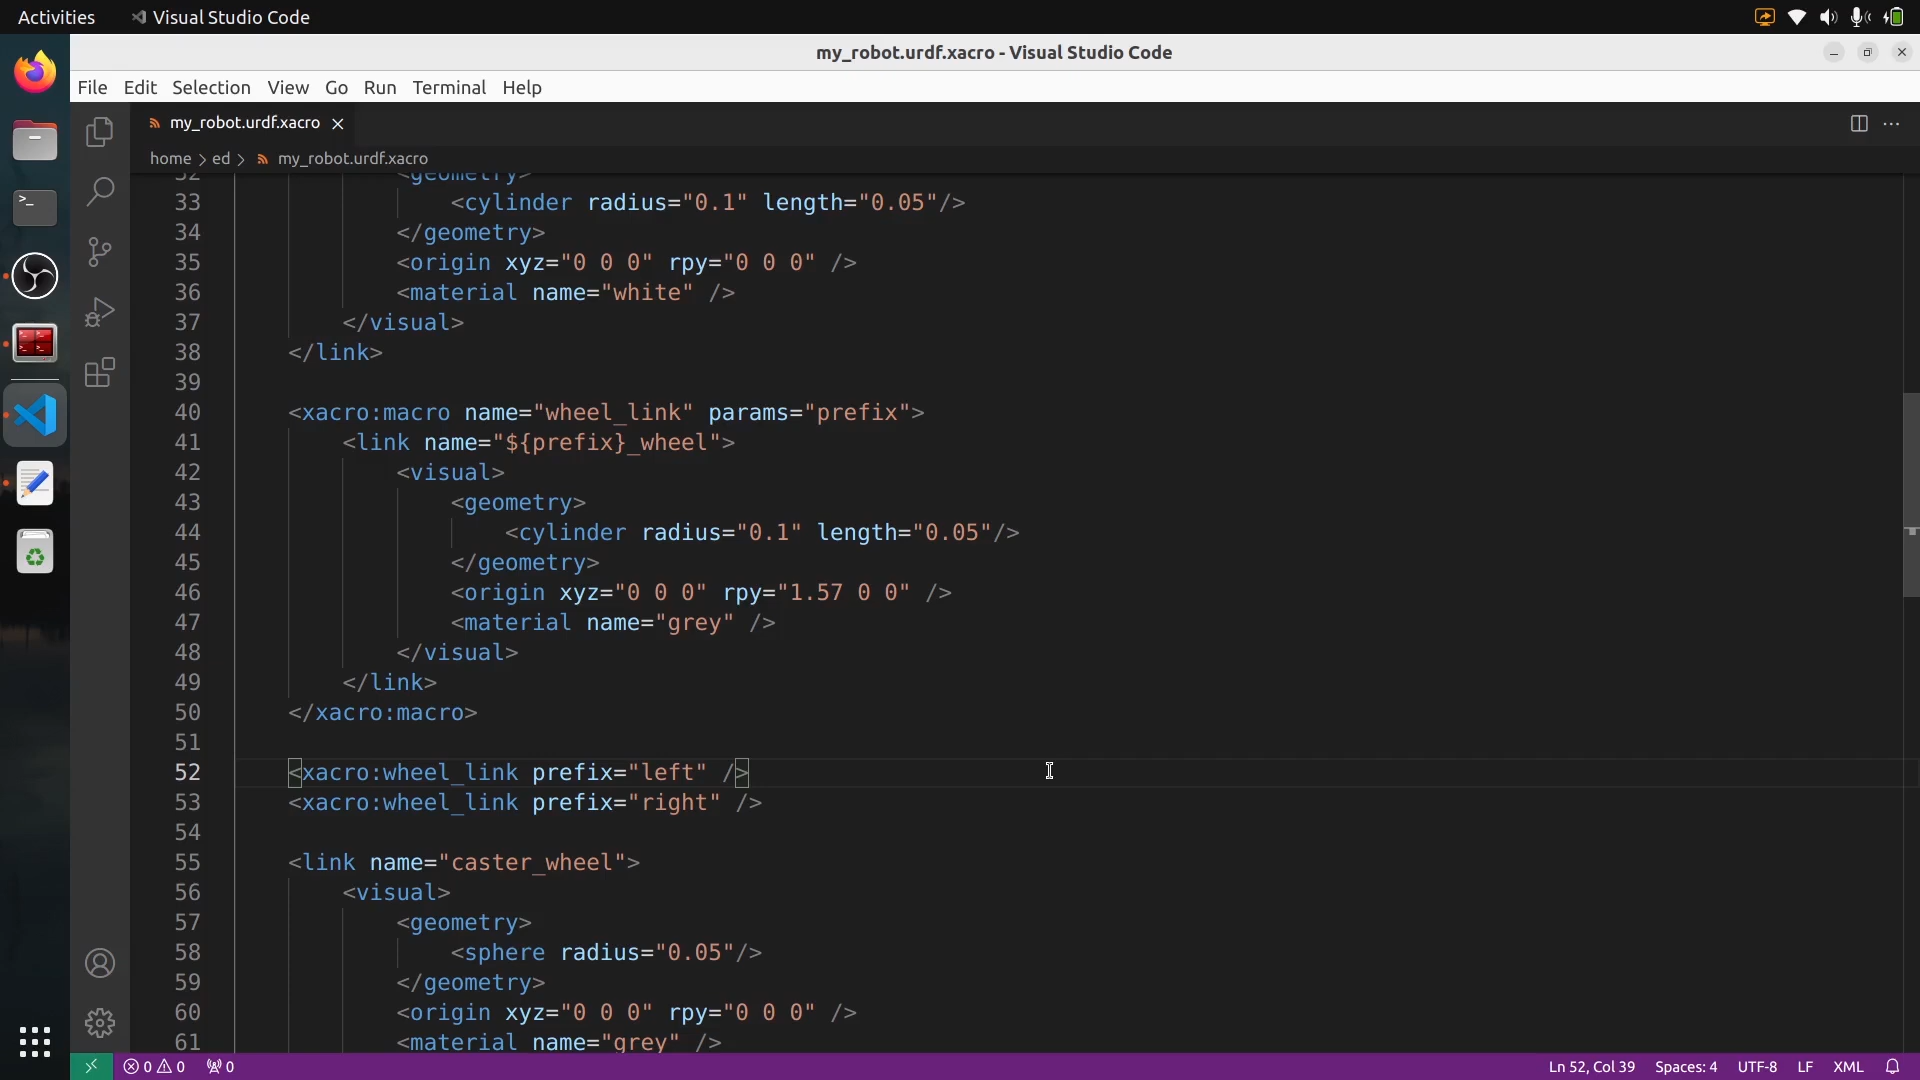 Activities
Visual Studio Code
my_robot.urdf.xacro - Visual Studio Code
File Edit Selection View Go Run Terminal Help
my_robot.urdf.xacro
home > ed > my_robot.urdf.xacro
32 <geometry>
33 <cylinder radius="0.1" length="0.05"/>
34 </geometry>
35 <origin xyz="0 0 0" rpy="0 0 0" />
36 <material name="white" />
37 </visual>
38 </link>
39
40 <xacro:macro name="wheel_link" params="prefix">
41 <link name="${prefix}_wheel">
42 <visual>
43 <geometry>
44 <cylinder radius="0.1" length="0.05"/>
45 </geometry>
46 <origin xyz="0 0 0" rpy="1.57 0 0" />
47 <material name="grey" />
48 </visual>
49 </link>
50 </xacro:macro>
51
52 <xacro:wheel_link prefix="left" />
53 <xacro:wheel_link prefix="right" />
54
55 <link name="caster_wheel">
56 <visual>
57 <geometry>
58 <sphere radius="0.05"/>
59 </geometry>
60 <origin xyz="0 0 0" rpy="0 0 0" />
61 <material name="grey" />
0 0 0 Ln 52, Col 39 Spaces: 4 UTF-8 LF XML